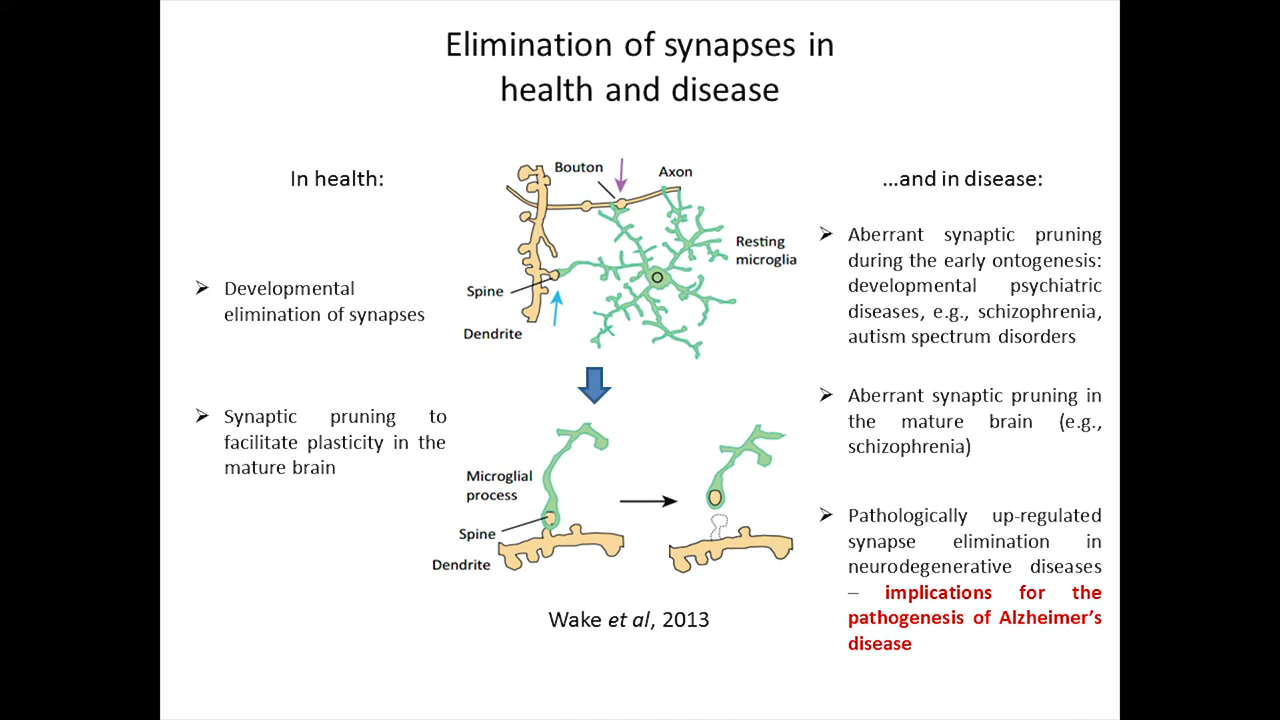 Elimination of synapses in
health and disease
In health:
➢ Developmental
elimination of synapses
➢ Synaptic pruning to
facilitate plasticity in the
mature brain
Bouton
Axon
Resting
microglia
Spine
Dendrite
Microglial
process
Spine
Dendrite
Wake et al, 2013
...and in disease:
➢ Aberrant synaptic pruning
during the early ontogenesis:
developmental psychiatric
diseases, e.g., schizophrenia,
autism spectrum disorders
➢ Aberrant synaptic pruning in
the mature brain (e.g.,
schizophrenia)
➢ Pathologically up-regulated
synapse elimination in
neurodegenerative diseases
– implications for the
pathogenesis of Alzheimer's
disease